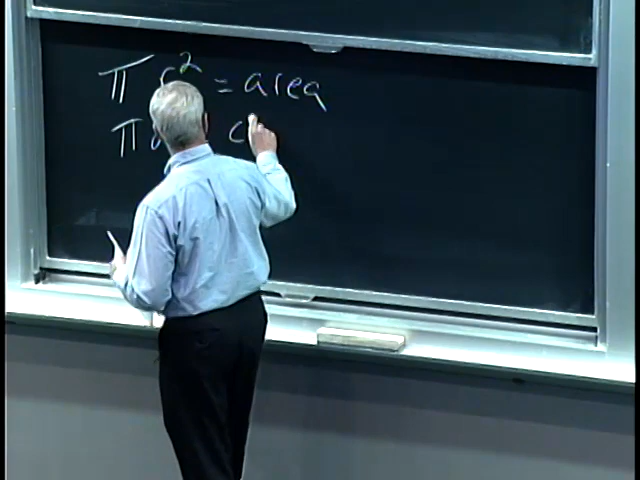 π r² = area
π d c